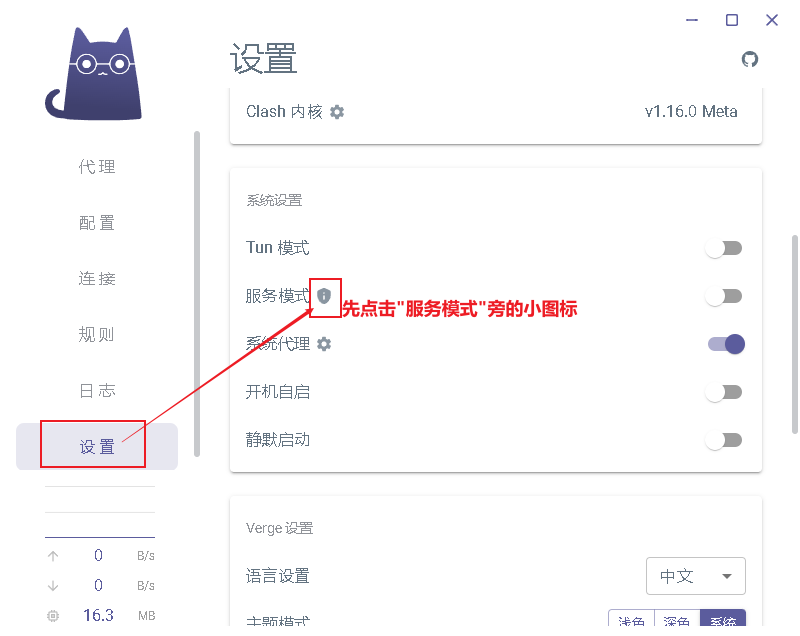 设置
Clash 内核
v1.16.0 Meta
代理
配置
连接
规则
日志
设置
0 B/s
0 B/s
16.3 MB
系统设置
Tun 模式
服务模式
先点击"服务模式"旁的小图标
系统代理
开机自启
静默启动
Verge 设置
语言设置
中文
主题模式
浅色 深色 系统